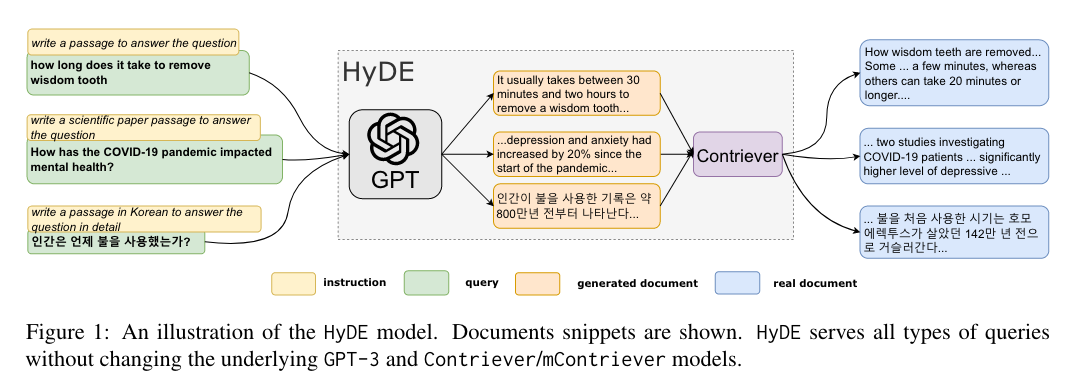 write a passage to answer the question
how long does it take to remove
wisdom tooth
write a scientific paper passage to answer
the question
How has the COVID-19 pandemic impacted
mental health?
write a passage in Korean to answer the
question in detail
인간은 언제 불을 사용했는가?
HyDE
GPT
It usually takes between 30
minutes and two hours to
remove a wisdom tooth...
...depression and anxiety had
increased by 20% since the
start of the pandemic...
인간이 불을 사용한 기록은 약
800만년 전부터 나타난다...
Contriever
How wisdom teeth are removed...
Some ... a few minutes, whereas
others can take 20 minutes or
longer....
... two studies investigating
COVID-19 patients ... significantly
higher level of depressive ...
... 불을 처음 사용한 시기는 호모
에렉투스가 살았던 142만 년 전으
로 거슬러간다...
instruction
query
generated document
real document
Figure 1: An illustration of the HyDE model. Documents snippets are shown. HyDE serves all types of queries
without changing the underlying GPT-3 and Contriever/mContriever models.